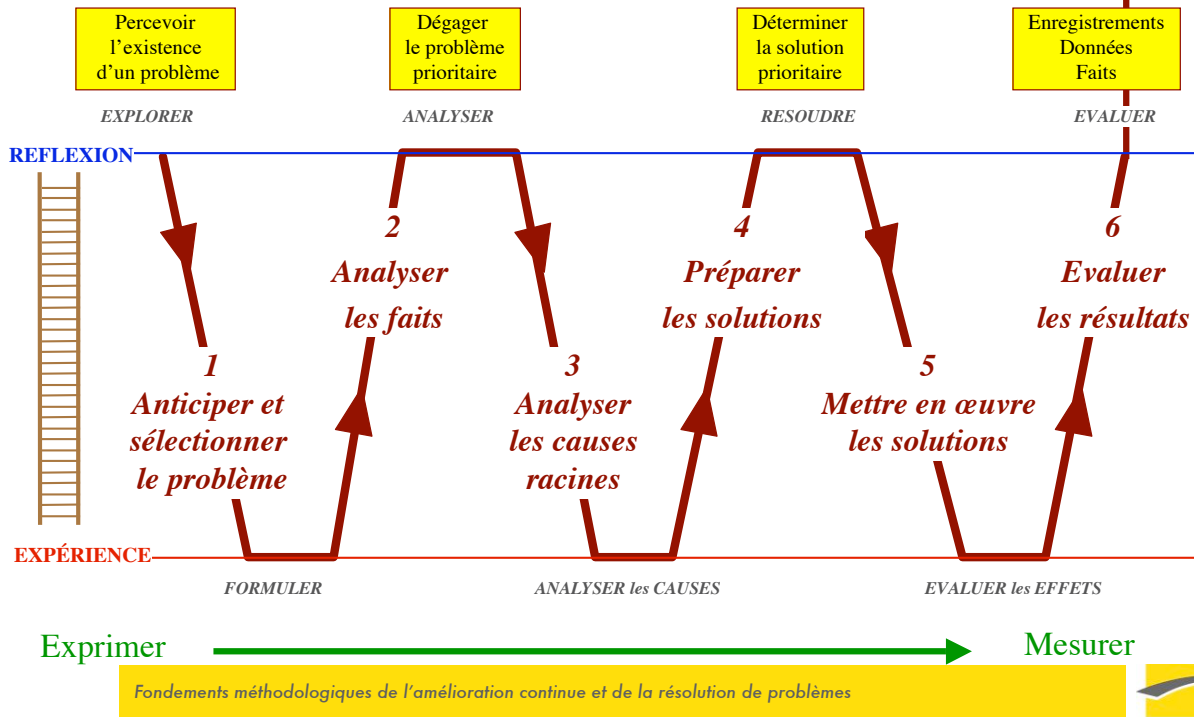 Percevoir
l'existence
d'un problème
Dégager
le problème
prioritaire
Déterminer
la solution
prioritaire
Enregistrements
Données
Faits
EXPLORER
ANALYSER
RESOUDRE
EVALUER
REFLEXION
1
Anticiper et
sélectionner
le problème
2
Analyser
les faits
3
Analyser
les causes
racines
4
Préparer
les solutions
5
Mettre en œuvre
les solutions
6
Evaluer
les résultats
EXPÉRIENCE
FORMULER
ANALYSER les CAUSES
EVALUER les EFFETS
Exprimer
Mesurer
Fondements méthodologiques de l'amélioration continue et de la résolution de problèmes